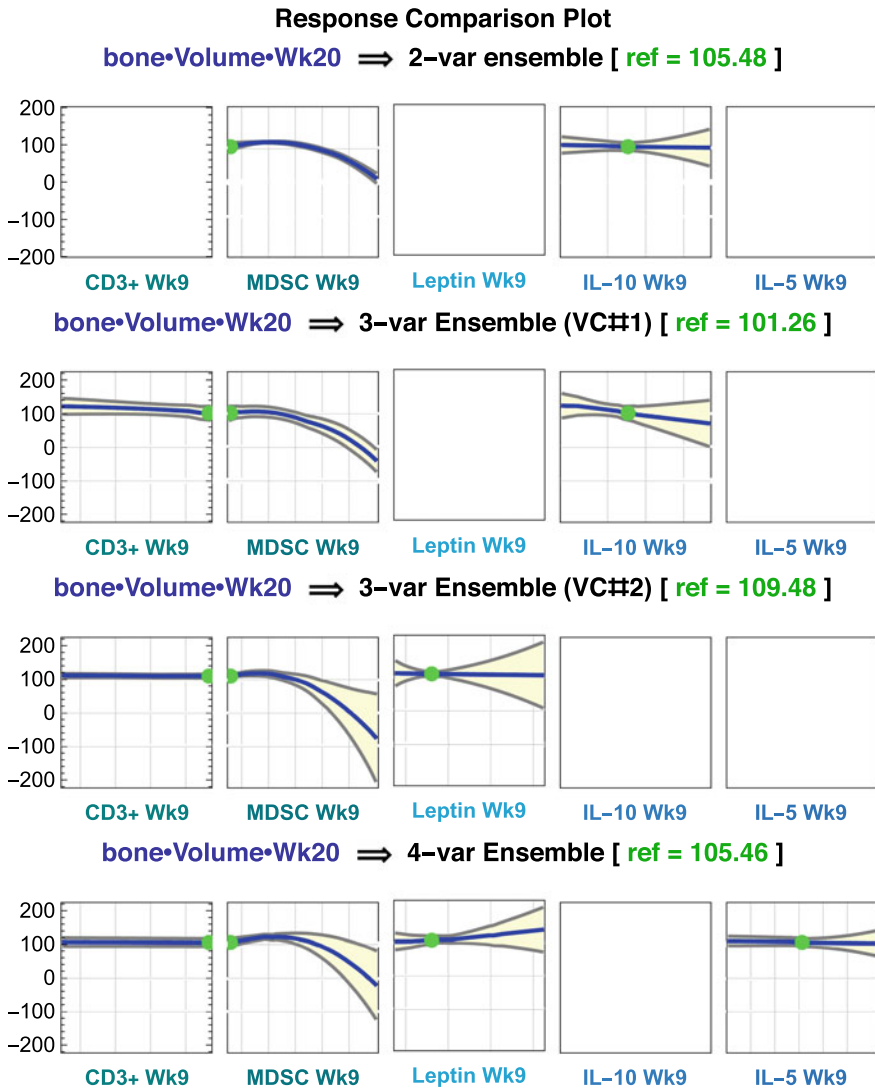 Response Comparison Plot
bone•Volume•Wk20 ⇒ 2−var ensemble [ ref = 105.48 ]
200
100
0
−100
−200
CD3+ Wk9 MDSC Wk9 Leptin Wk9 IL−10 Wk9 IL−5 Wk9
bone•Volume•Wk20 ⇒ 3−var Ensemble (VC#1) [ ref = 101.26 ]
200
100
0
−100
−200
CD3+ Wk9 MDSC Wk9 Leptin Wk9 IL−10 Wk9 IL−5 Wk9
bone•Volume•Wk20 ⇒ 3−var Ensemble (VC#2) [ ref = 109.48 ]
200
100
0
−100
−200
CD3+ Wk9 MDSC Wk9 Leptin Wk9 IL−10 Wk9 IL−5 Wk9
bone•Volume•Wk20 ⇒ 4−var Ensemble [ ref = 105.46 ]
200
100
0
−100
−200
CD3+ Wk9 MDSC Wk9 Leptin Wk9 IL−10 Wk9 IL−5 Wk9